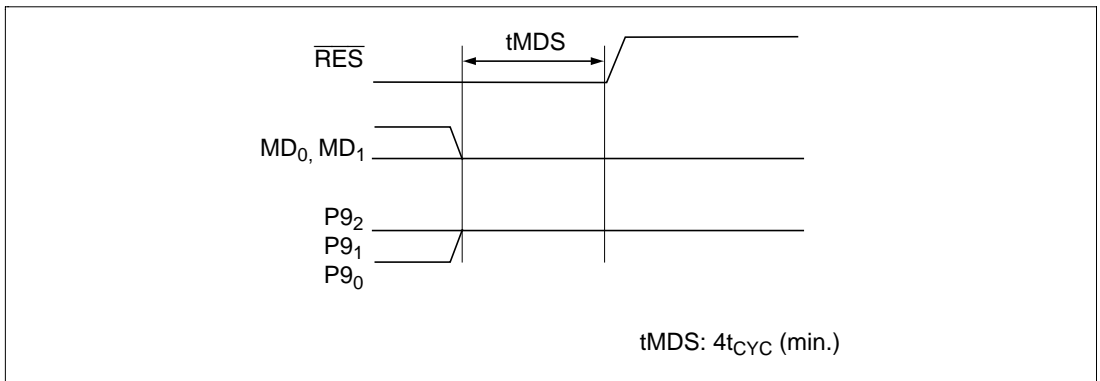 tMDS
RES
MD0, MD1
P92
P91
P90
tMDS: 4tCYC (min.)